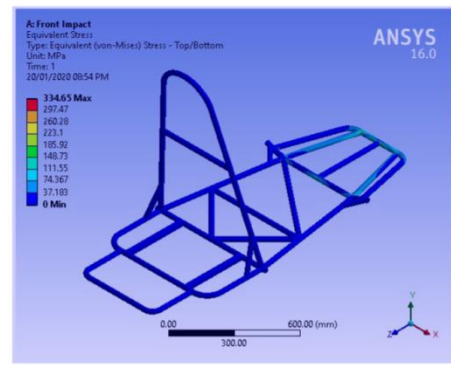 A: Front Impact
Equivalent Stress
Type: Equivalent (von-Mises) Stress - Top/Bottom
Unit: MPa
Time: 1
20/01/2020 08:54 PM
334.65 Max
297.47
260.28
223.1
185.92
148.73
111.55
74.367
37.183
0 Min
ANSYS
16.0
0.00
600.00 (mm)
300.00
Y
Z
X